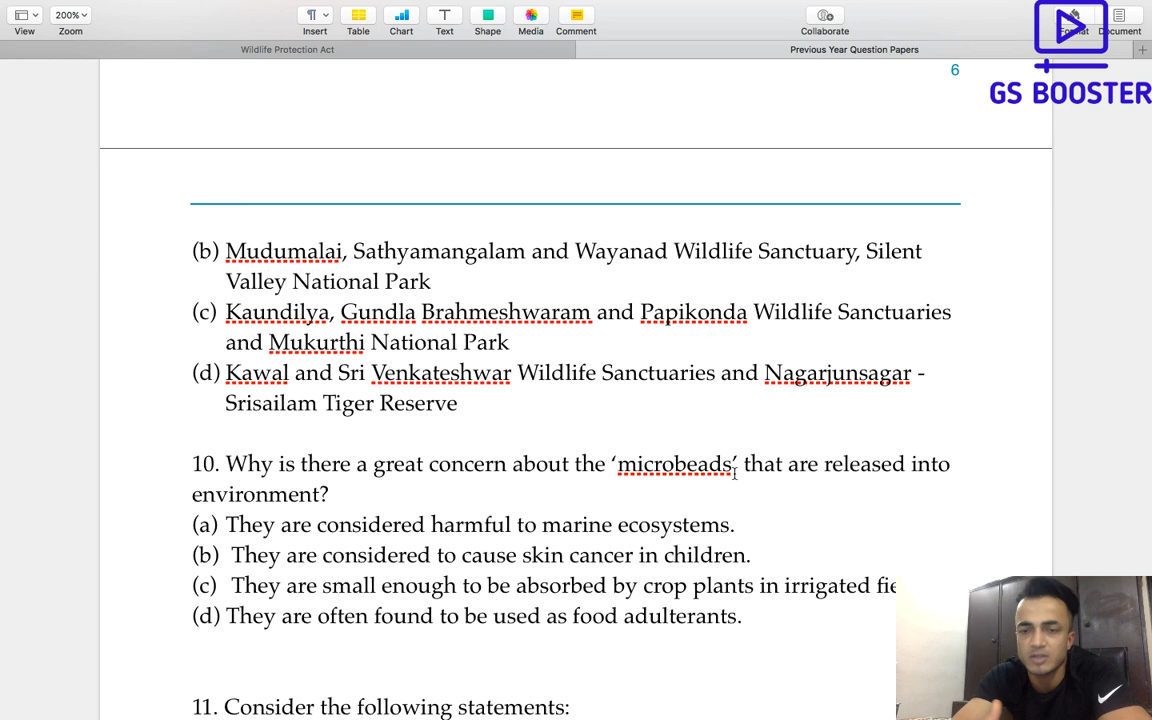 200%
View
Zoom
Insert
Table
Chart
Text
Shape
Media
Comment
Collaborate
Format
Document
Wildlife Protection Act
Previous Year Question Papers
GS BOOSTER
6
(b) Mudumalai, Sathyamangalam and Wayanad Wildlife Sanctuary, Silent
Valley National Park
(c) Kaundilya, Gundla Brahmeshwaram and Papikonda Wildlife Sanctuaries
and Mukurthi National Park
(d) Kawal and Sri Venkateshwar Wildlife Sanctuaries and Nagarjunsagar -
Srisailam Tiger Reserve
10. Why is there a great concern about the ‘microbeads’ that are released into
environment?
(a) They are considered harmful to marine ecosystems.
(b) They are considered to cause skin cancer in children.
(c) They are small enough to be absorbed by crop plants in irrigated
(d) They are often found to be used as food adulterants.
11. Consider the following statements: